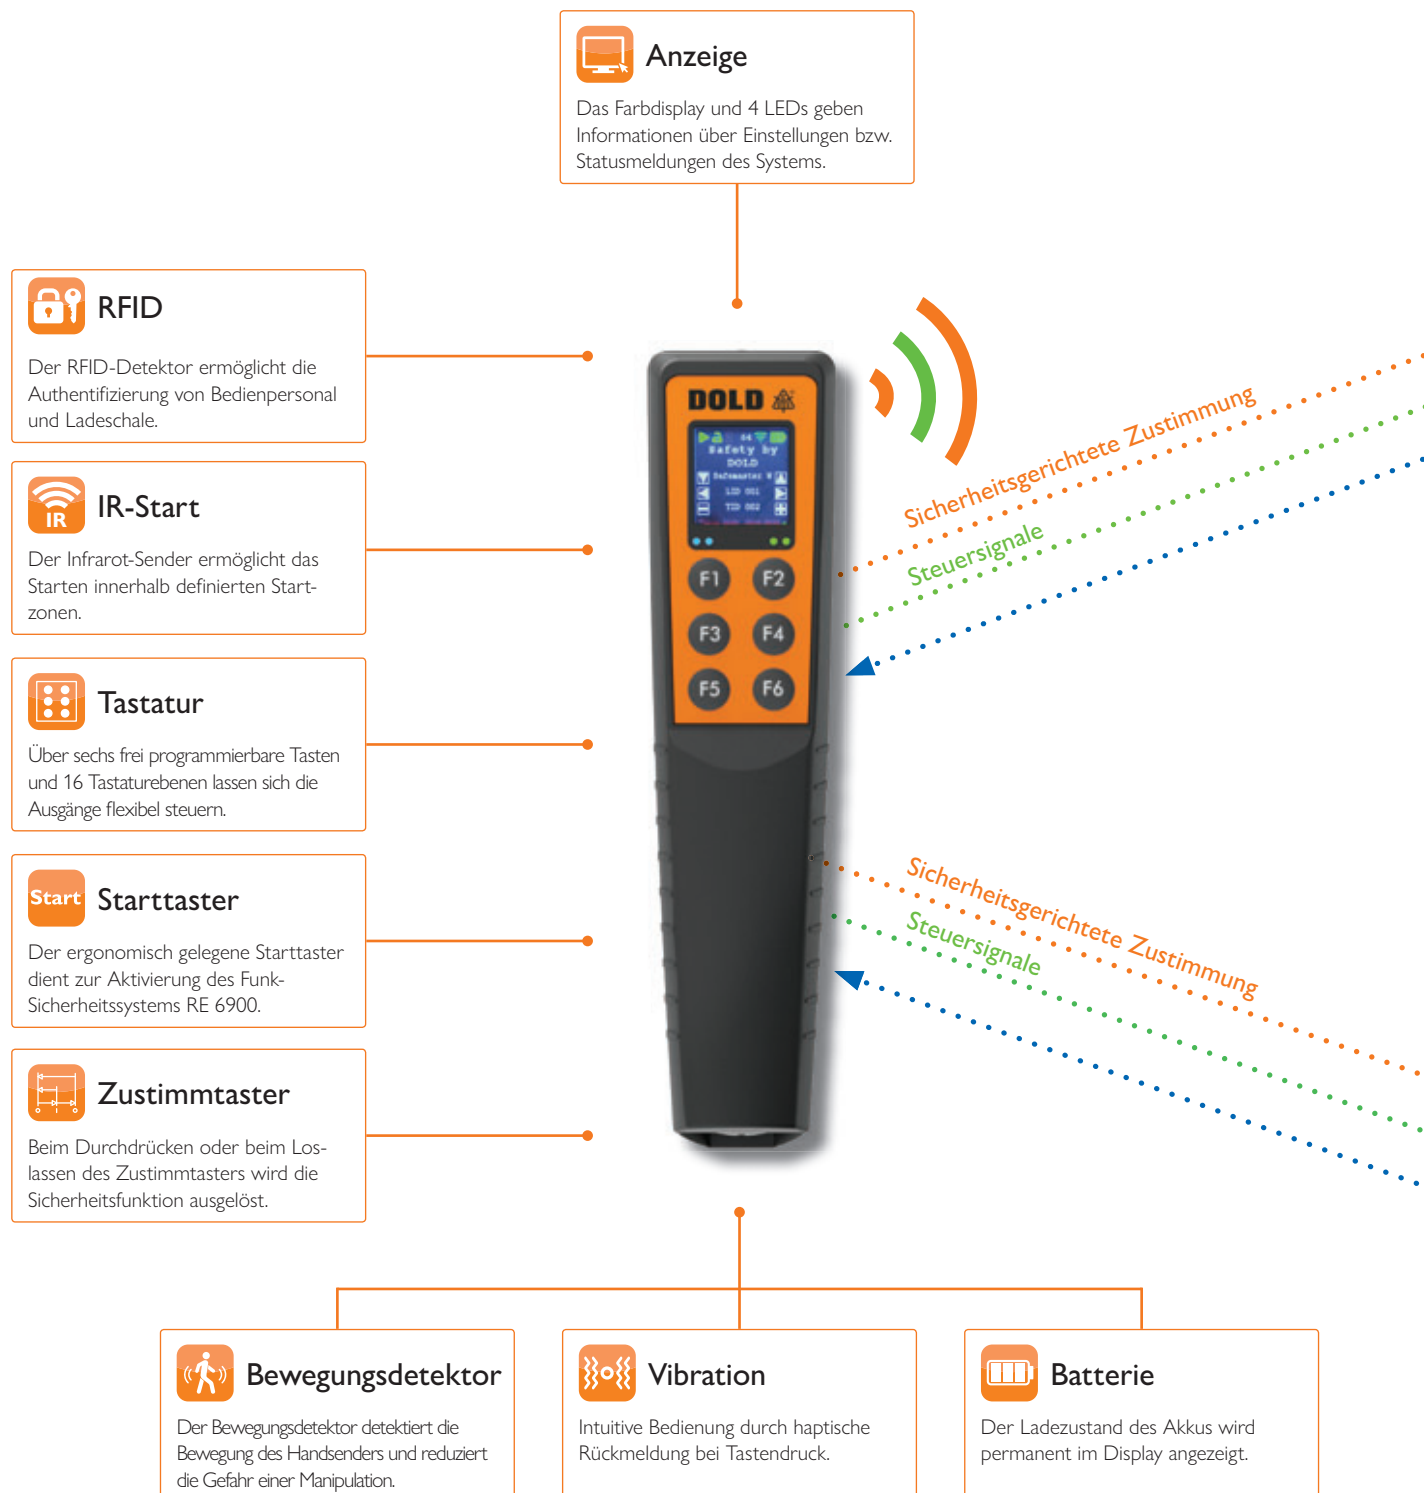 Anzeige
Das Farbdisplay und 4 LEDs geben
Informationen über Einstellungen bzw.
Statusmeldungen des Systems.
RFID
Der RFID-Detektor ermöglicht die
Authentifizierung von Bedienpersonal
und Ladeschale.
IR
IR-Start
Der Infrarot-Sender ermöglicht das
Starten innerhalb definierten Start-
zonen.
Tastatur
Über sechs frei programmierbare Tasten
und 16 Tastaturebenen lassen sich die
Ausgänge flexibel steuern.
Start
Starttaster
Der ergonomisch gelegene Starttaster
dient zur Aktivierung des Funk-
Sicherheitssystems RE 6900.
Zustimmtaster
Beim Durchdrücken oder beim Los-
lassen des Zustimmtasters wird die
Sicherheitsfunktion ausgelöst.
DOLD
64
Safety by
DOLD
Safemaster W
LID 001
TID 002
F1 F2
F3 F4
F5 F6
Sicherheitsgerichtete Zustimmung
Steuersignale
Sicherheitsgerichtete Zustimmung
Steuersignale
Bewegungsdetektor
Der Bewegungsdetektor detektiert die
Bewegung des Handsenders und reduziert
die Gefahr einer Manipulation.
Vibration
Intuitive Bedienung durch haptische
Rückmeldung bei Tastendruck.
Batterie
Der Ladezustand des Akkus wird
permanent im Display angezeigt.